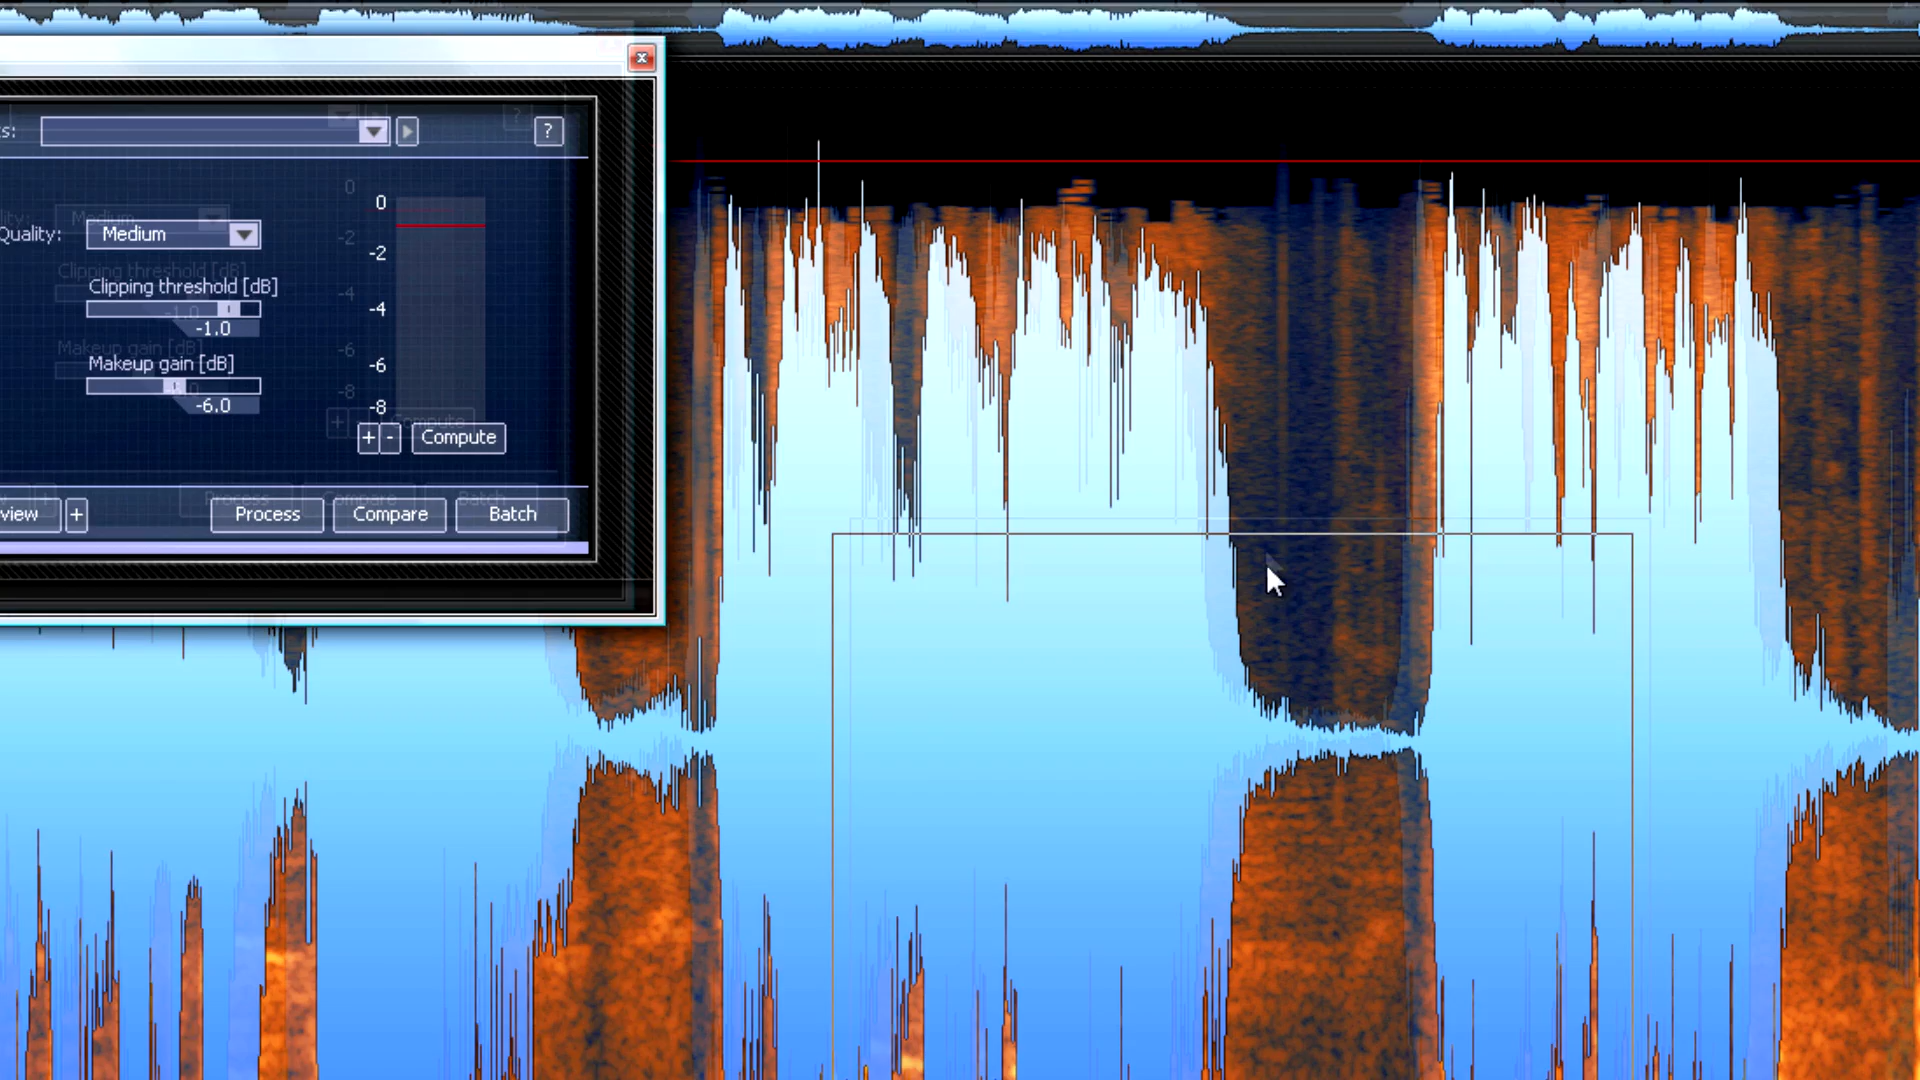 s:
?
0
Quality: Medium
-2
Clipping threshold [dB]
-1.0
-4
Makeup gain [dB]
-6
-6.0
-8
+ - Compute
view + Process Compare Batch